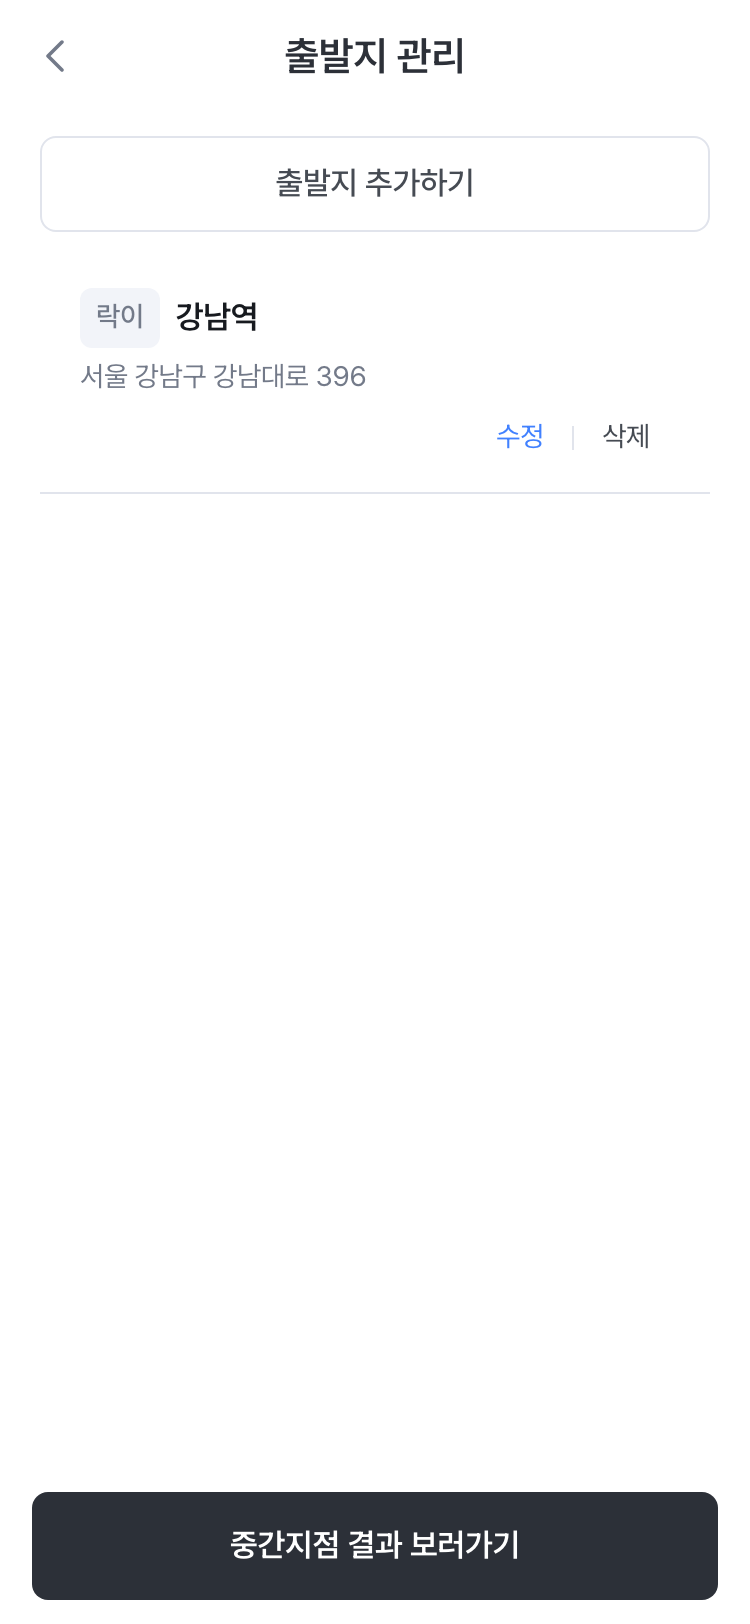 출발지 관리
출발지 추가하기
락이 강남역
서울 강남구 강남대로 396
수정 | 삭제
중간지점 결과 보러가기